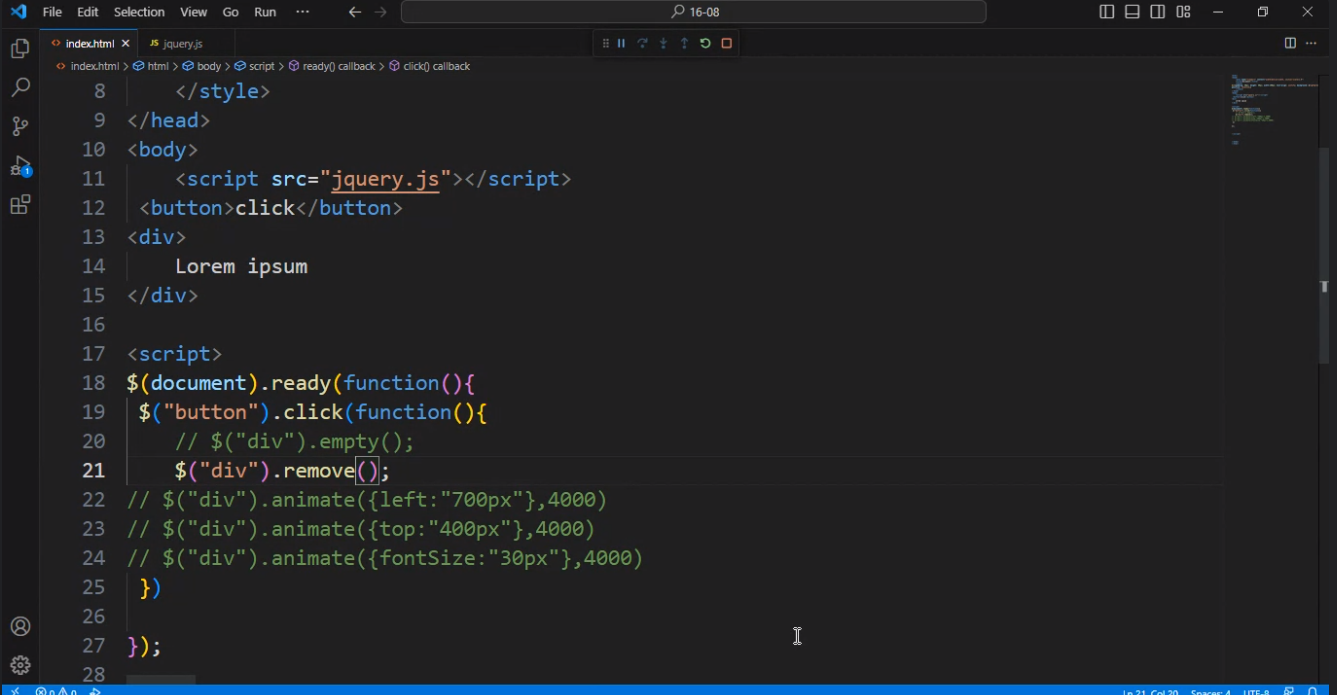 File Edit Selection View Go Run ··· 16-08
index.html JS jquery.js
index.html > html > body > script > ready() callback > click() callback
8 </style>
9 </head>
10 <body>
11 <script src="jquery.js"></script>
12 <button>click</button>
13 <div>
14 Lorem ipsum
15 </div>
16
17 <script>
18 $(document).ready(function(){
19 $("button").click(function(){
20 // $("div").empty();
21 $("div").remove();
22 // $("div").animate({left:"700px"},4000)
23 // $("div").animate({top:"400px"},4000)
24 // $("div").animate({fontSize:"30px"},4000)
25 })
26
27 });
28
1
0 0 Ln 21, Col 20 Spaces: 4 UTF-8